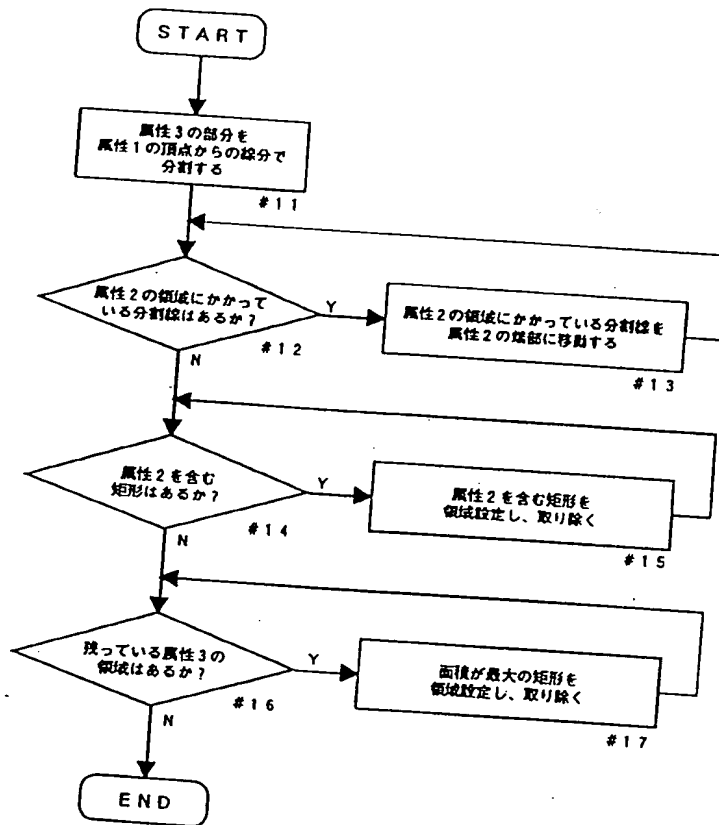 START
属性3の部分を
属性1の頂点からの線分で
分割する
#11
属性2の領域にかかって
いる分割線はあるか?
Y
#12
N
属性2の領域にかかっている分割線を
属性2の端部に移動する
#13
属性2を含む
矩形はあるか?
Y
#14
N
属性2を含む矩形を
領域設定し、取り除く
#15
残っている属性3の
領域はあるか?
Y
#16
N
面積が最大の矩形を
領域設定し、取り除く
#17
END